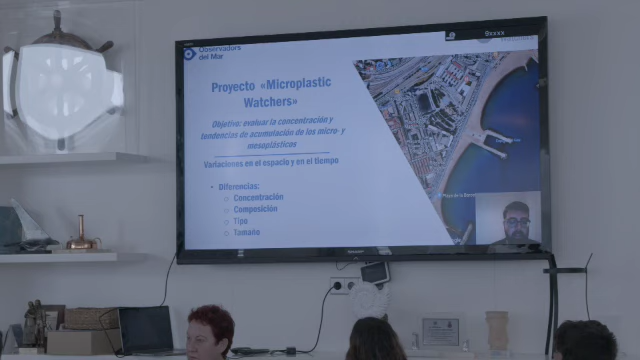 Observadors
del Mar
Proyecto «Microplastic
Watchers»
Objetivo: evaluar la concentración y
tendencias de acumulación de los micro- y
mesoplásticos
Variaciones en el espacio y en el tiempo
• Diferencias:
○ Concentración
○ Composición
○ Tipo
○ Tamaño